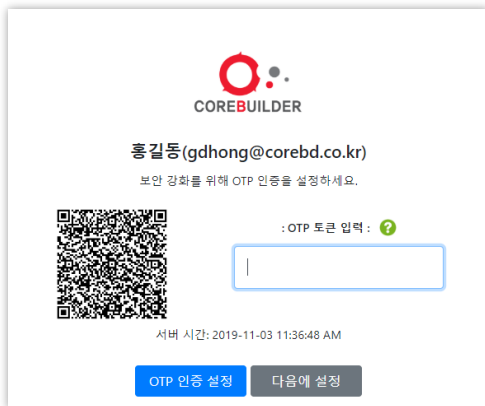 COREBUILDER
홍길동(gdhong@corebd.co.kr)
보안 강화를 위해 OTP 인증을 설정하세요.
: OTP 토큰 입력 : ?
서버 시간: 2019-11-03 11:36:48 AM
OTP 인증 설정
다음에 설정